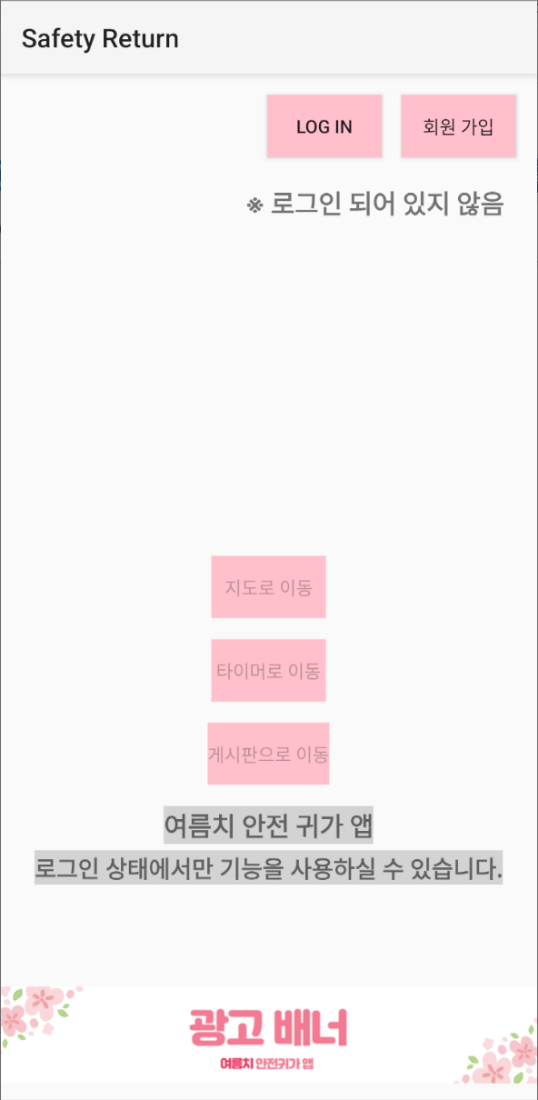 Safety Return
LOG IN
회원 가입
※ 로그인 되어 있지 않음
지도로 이동
타이머로 이동
게시판으로 이동
여름치 안전 귀가 앱
로그인 상태에서만 기능을 사용하실 수 있습니다.
광고 배너
여름치 안전귀가 앱